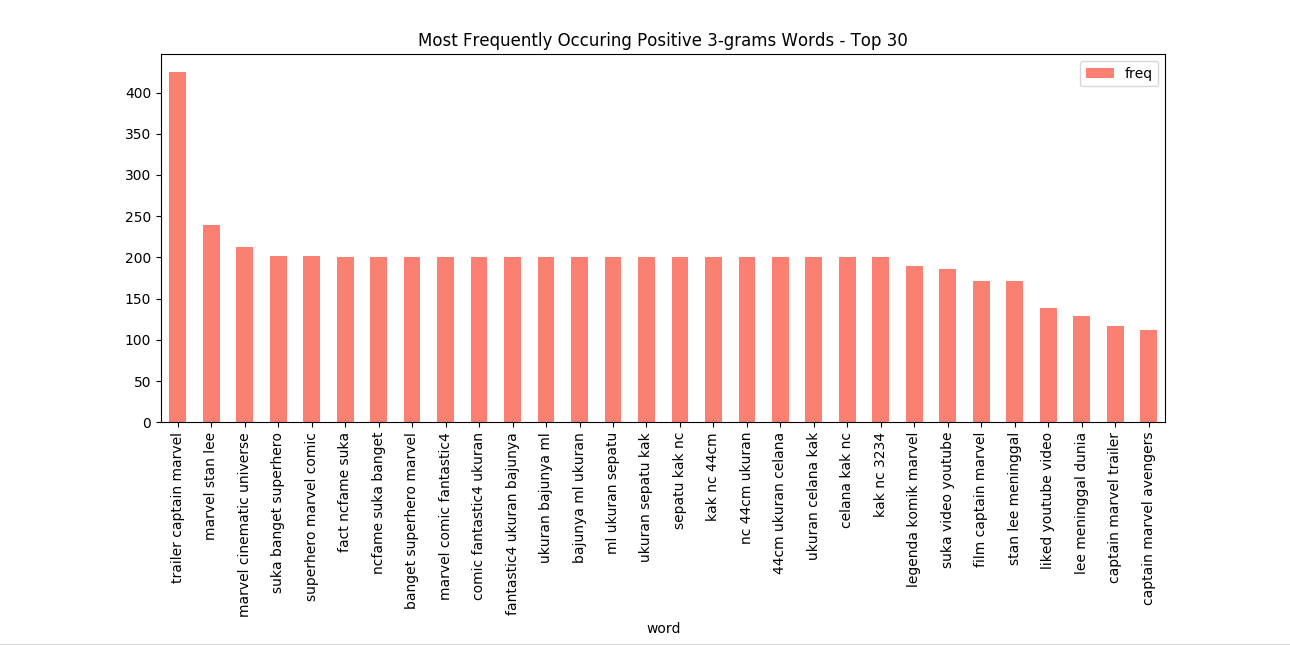 Most Frequently Occuring Positive 3-grams Words - Top 30
freq
400
350
300
250
200
150
100
50
0
trailer captain marvel
marvel stan lee
marvel cinematic universe
suka banget superhero
superhero marvel comic
fact ncfame suka
ncfame suka banget
banget superhero marvel
marvel comic fantastic4
comic fantastic4 ukuran
fantastic4 ukuran bajunya
ukuran bajunya ml
bajunya ml ukuran
ml ukuran sepatu
ukuran sepatu kak
sepatu kak nc
kak nc 44cm
nc 44cm ukuran
44cm ukuran celana
ukuran celana kak
celana kak nc
kak nc 3234
legenda komik marvel
suka video youtube
film captain marvel
stan lee meninggal
liked youtube video
lee meninggal dunia
captain marvel trailer
captain marvel avengers
word